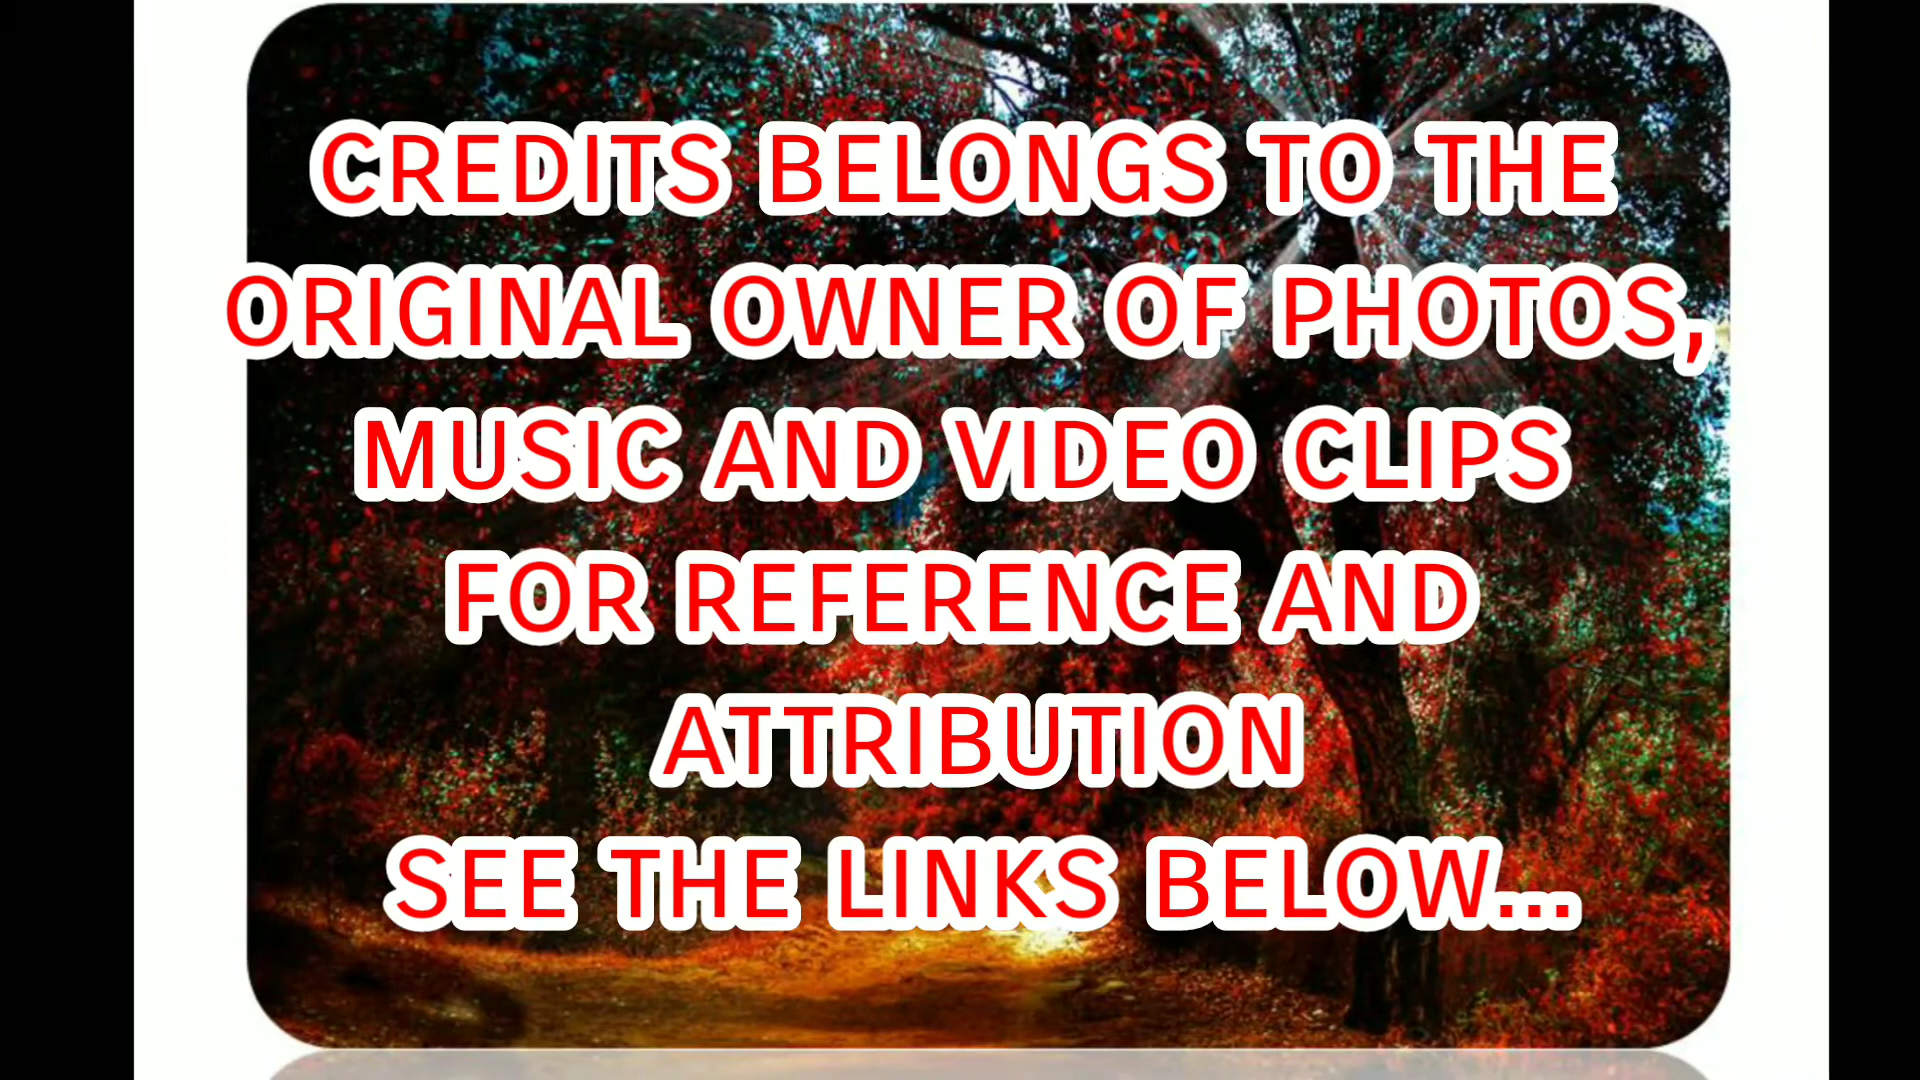 CREDITS BELONGS TO THE
ORIGINAL OWNER OF PHOTOS,
MUSIC AND VIDEO CLIPS
FOR REFERENCE AND
ATTRIBUTION
SEE THE LINKS BELOW...